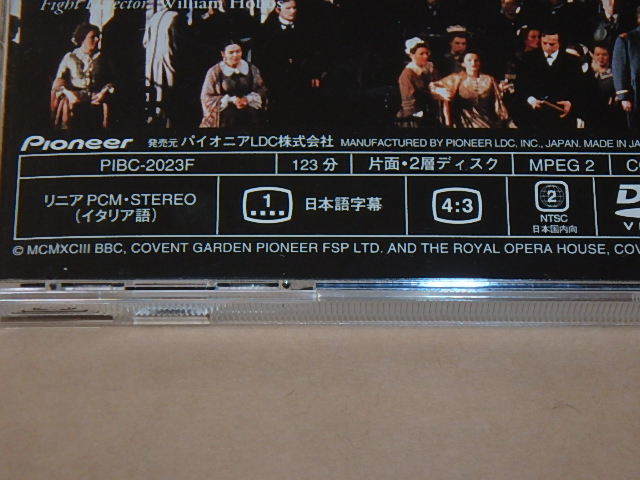 Fight Director William Hobbs
Pioneer 発売元 パイオニアLDC株式会社 MANUFACTURED BY PIONEER LDC, INC., JAPAN. MADE IN
PIBC-2023F 123分 片面・2層ディスク MPEG 2
リニア PCM・STEREO
(イタリア語)
1 日本語字幕
4:3
2
NTSC
日本国内向
© MCMXCIII BBC, COVENT GARDEN PIONEER FSP LTD. AND THE ROYAL OPERA HOUSE,